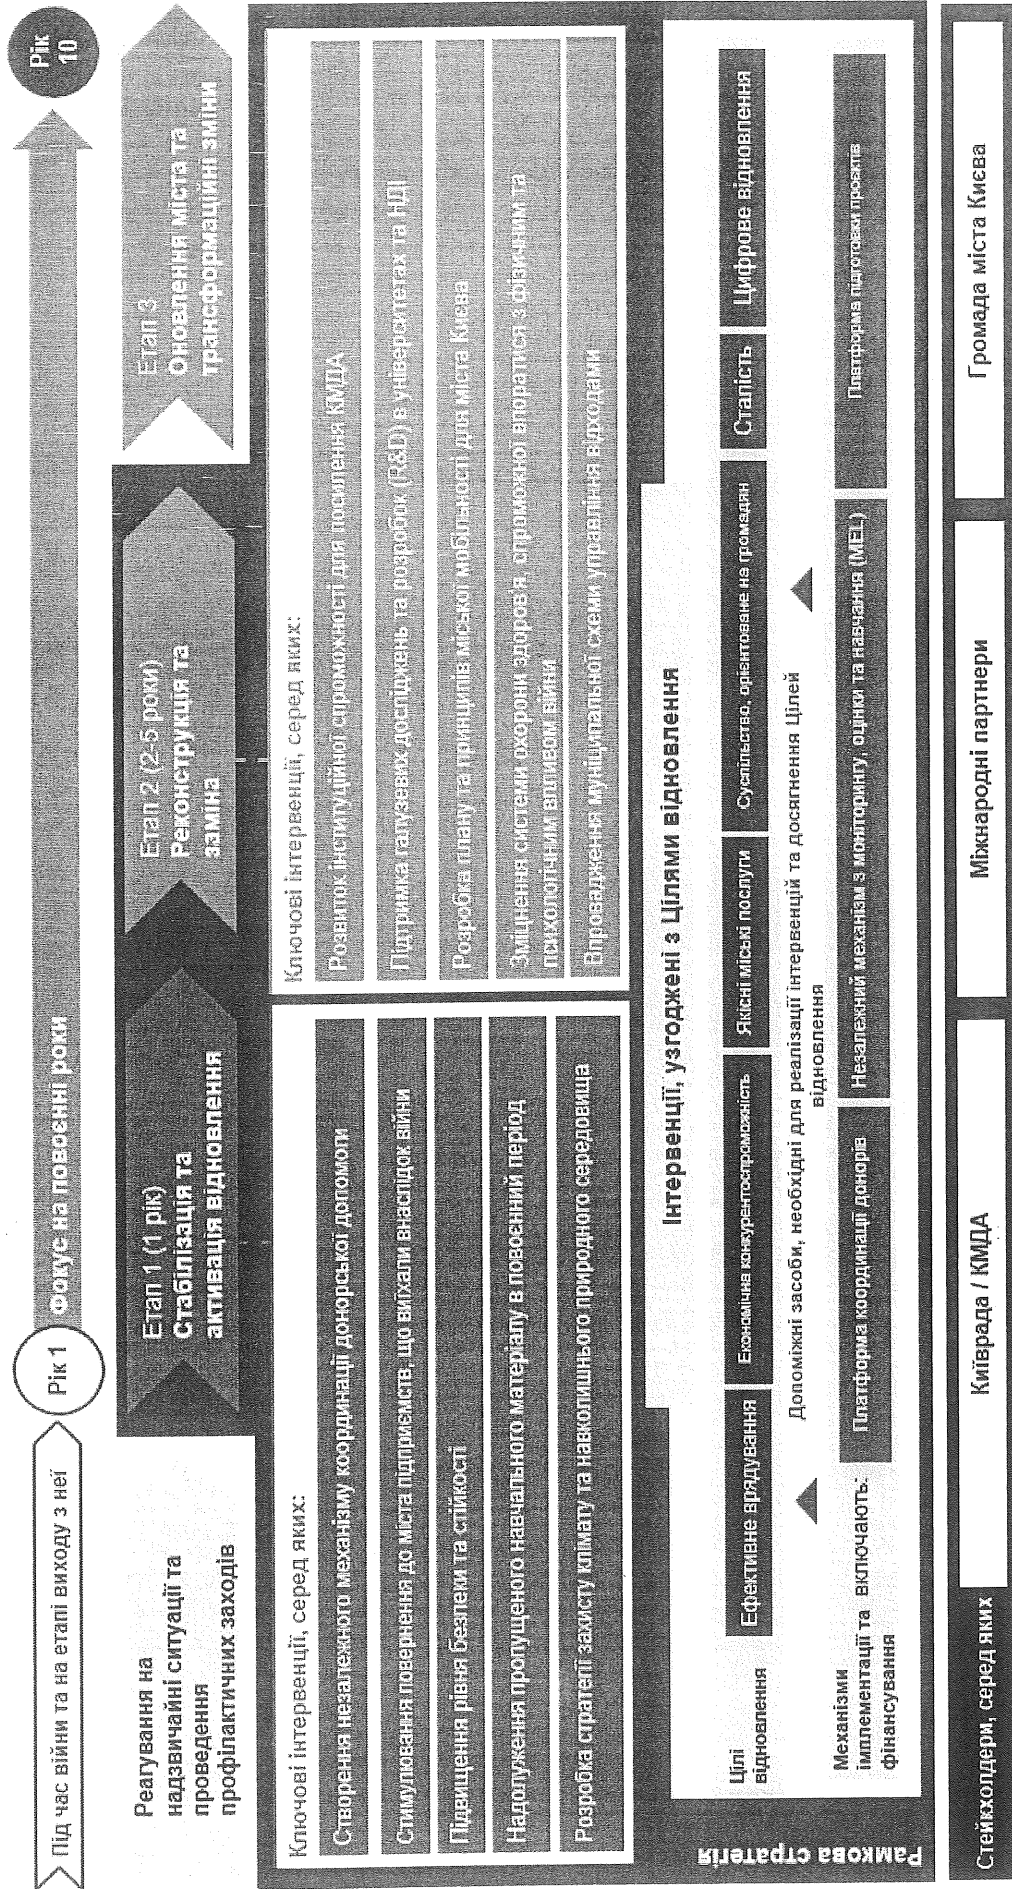 Під час війни та на етапі виходу з неї
Рік 1
Фокус на повоєнні роки
Рік
10
Реагування на
надзвичайні ситуації та
проведення
профілактичних заходів
Етап 1 (1 рік)
Стабілізація та
активація відновлення
Етап 2 (2-5 роки)
Реконструкція та
заміна
Етап 3
Оновлення міста та
трансформаційні зміни
Ключові інтервенції, серед яких:
Створення незалежного механізму координації донорської допомоги
Стимулювання повернення до міста підприємств, що виїхали внаслідок війни
Підвищення рівня безпеки та стійкості
Надолуження пропущеного навчального матеріалу в повоєнний період
Розробка стратегії захисту клімату та навколишнього природного середовища
Ключові інтервенції, серед яких:
Розвиток інституційної спроможності для посилення КМДА
Підтримка галузевих досліджень та розробок (R&D) в університетах та НДІ
Розробка плану та принципів міської мобільності для міста Києва
Зміцнення системи охорони здоров'я, спроможної впоратися з фізичним та
психологічним впливом війни
Впровадження муніципальної схеми управління відходами
Рамкова стратегія
Інтервенції, узгоджені з Цілями відновлення
Цілі
відновлення
Ефективне врядування
Економічна конкурентоспроможність
Якісні міські послуги
Суспільство, орієнтоване на громадян
Сталість
Цифрове відновлення
Допоміжні засоби, необхідні для реалізації інтервенцій та досягнення Цілей
відновлення
Механізми
імплементації та включають:
фінансування
Платформа координації донорів
Незалежний механізм з моніторингу, оцінки та навчання (MEL)
Платформа підготовки проєктів
Стейкхолдери, серед яких
Київрада / КМДА
Міжнародні партнери
Громада міста Києва